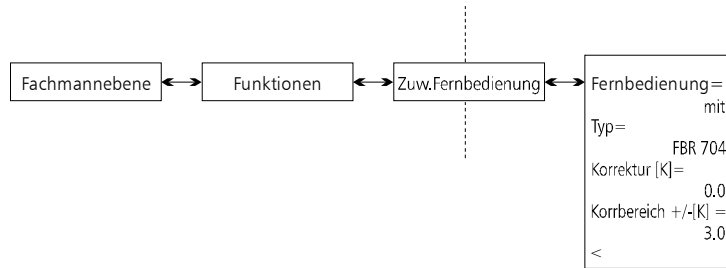 Fachmannebene
Funktionen
Zuw.Fernbedienung
Fernbedienung=
mit
Typ=
FBR 704
Korrektur [K]=
0.0
Korrbereich +/-[K] =
3.0
<